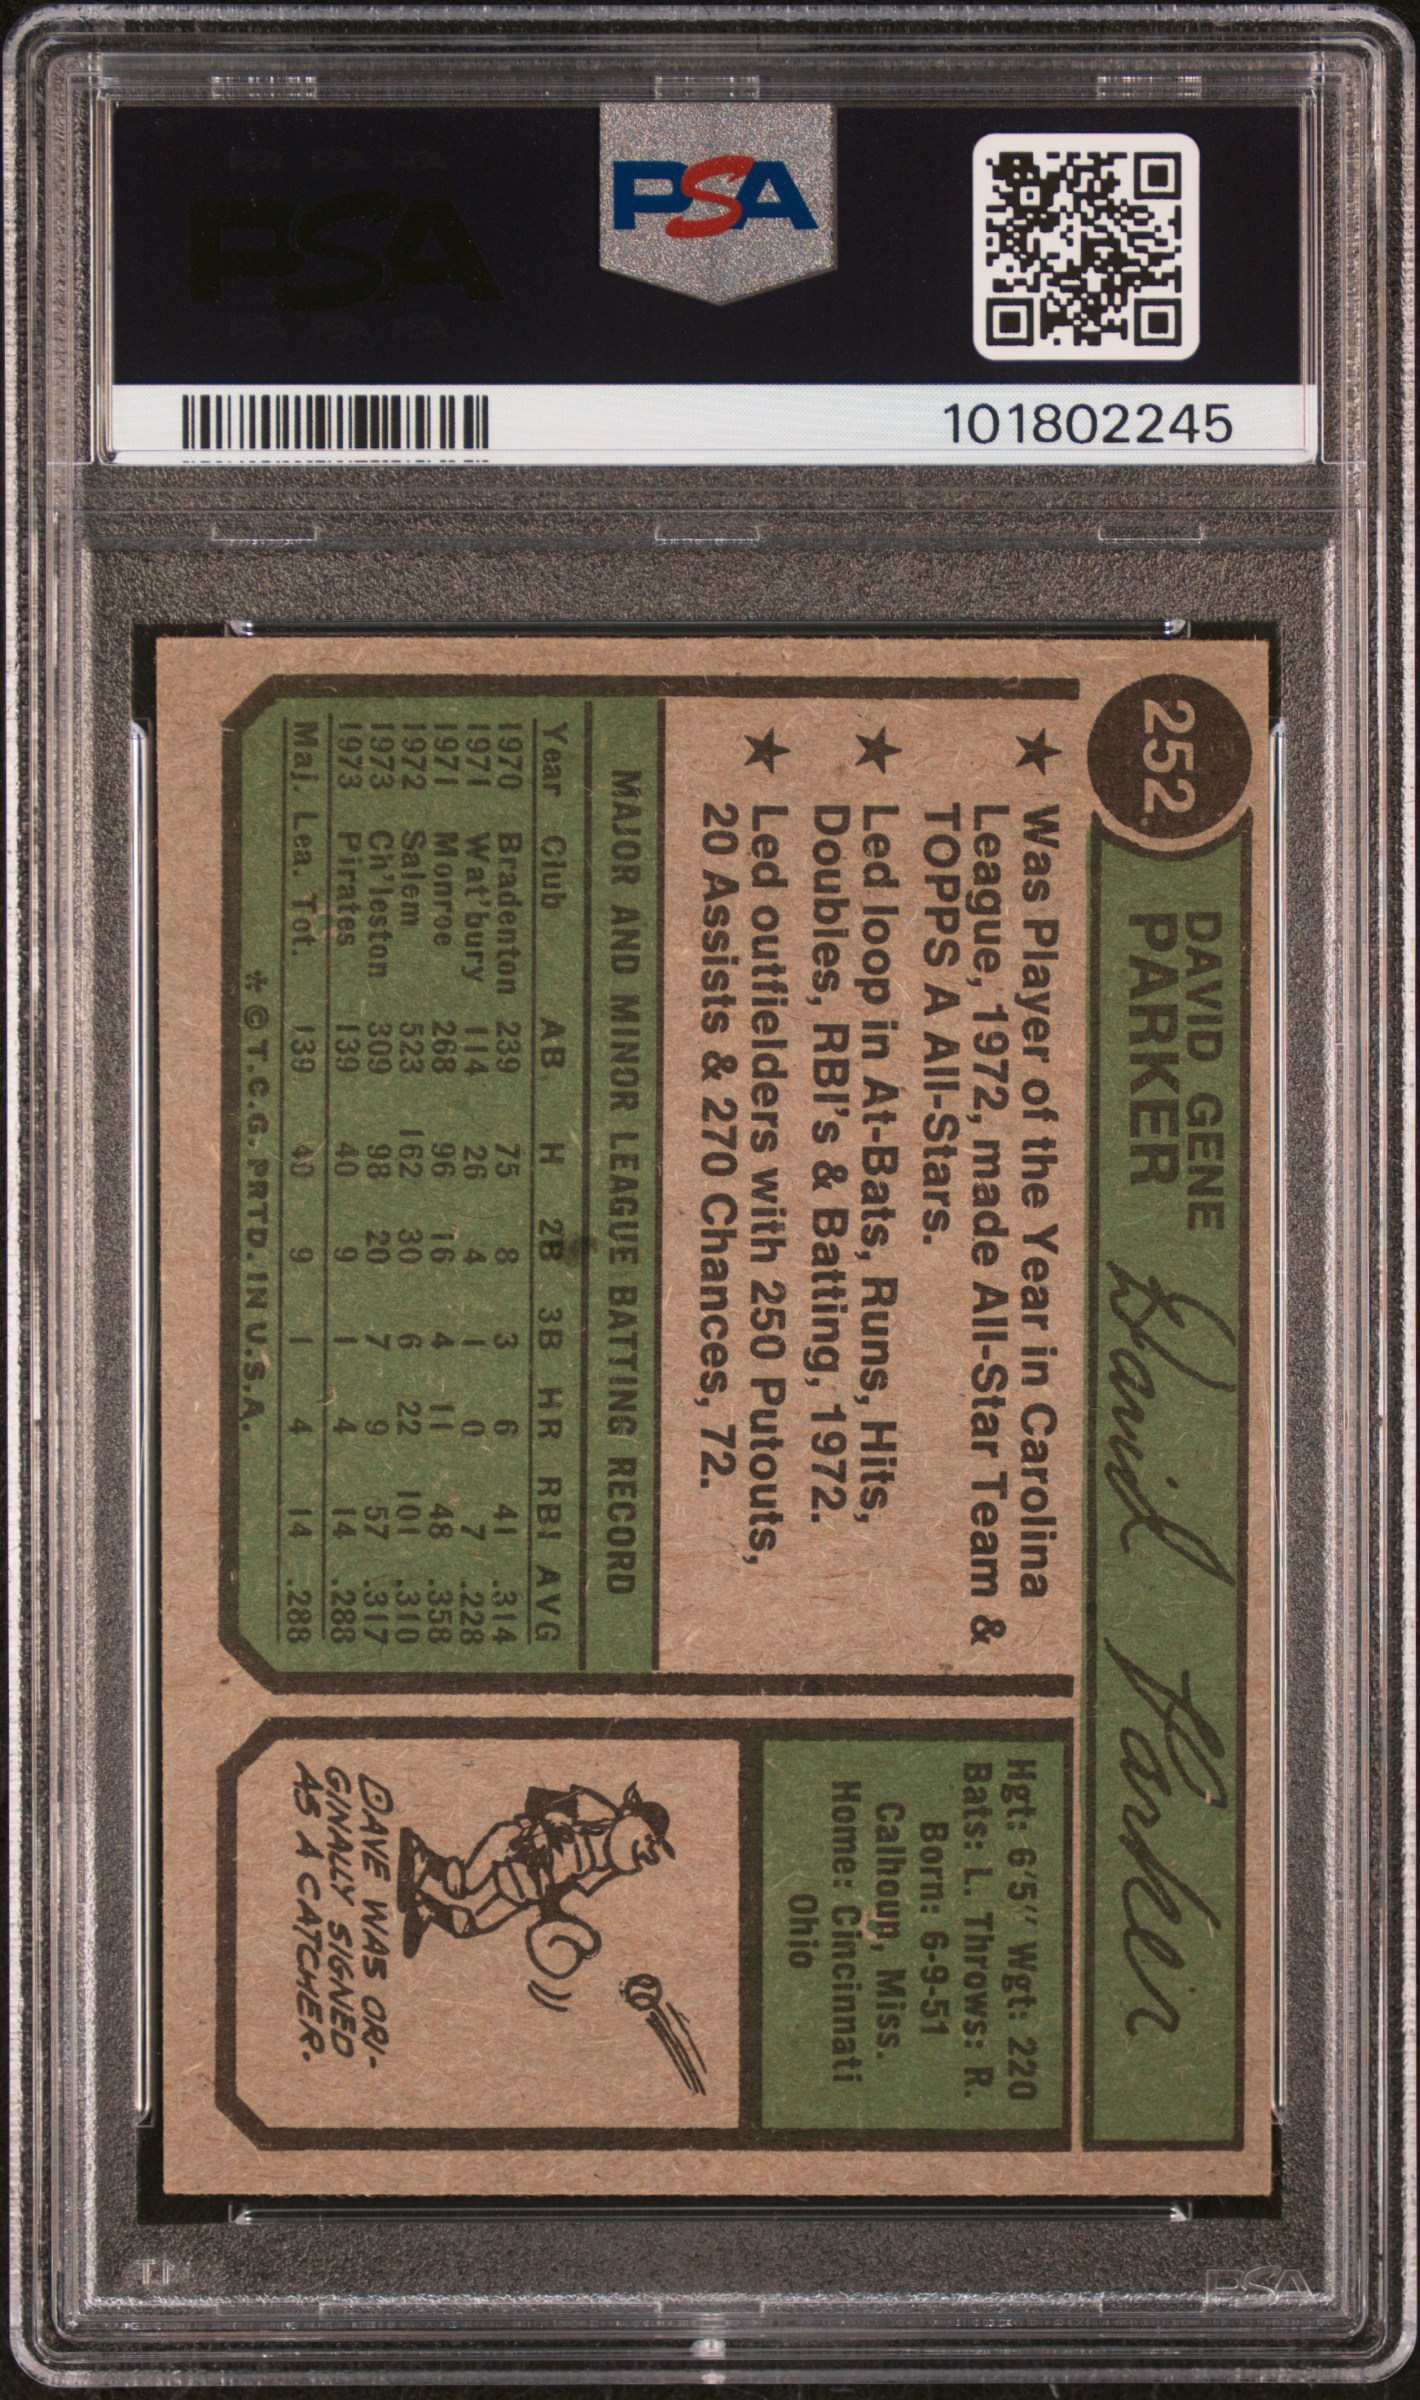 PSA
PSA
101802245
252
DAVID GENE
PARKER
David Parker
★ Was Player of the Year in Carolina
League, 1972, made All-Star Team &
TOPPS A All-Stars.
★ Led loop in At-Bats, Runs, Hits,
Doubles, RBI's & Batting, 1972.
★ Led outfielders with 250 Putouts,
20 Assists & 270 Chances, 72.
MAJOR AND MINOR LEAGUE BATTING RECORD
Year Club AB H 2B 3B HR RBI AVG
1970 Bradenton 239 75 8 3 6 41 .314
1971 Wat'bury 114 26 4 1 0 7 .228
1971 Monroe 268 96 16 4 11 48 .358
1972 Salem 523 162 30 6 22 101 .310
1973 Ch'leston 309 98 20 7 9 57 .317
1973 Pirates 139 40 9 1 4 14 .288
Maj. Lea. Tot. 139 40 9 1 4 14 .288
* © T.C.G. PRTD. IN U.S.A.
Hgt: 6'5" Wgt: 220
Bats: L. Throws: R.
Born: 6-9-51
Calhoun, Miss.
Home: Cincinnati
Ohio
DAVE WAS ORI-
GINALLY SIGNED
AS A CATCHER.
PSA